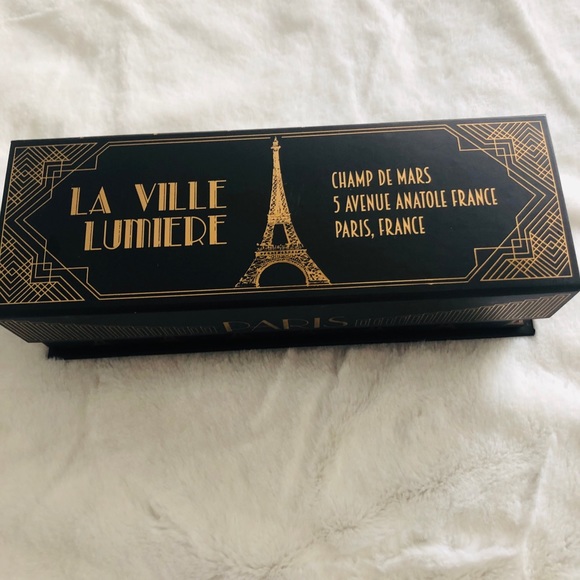 LA VILLE
LUMIERE
CHAMP DE MARS
5 AVENUE ANATOLE FRANCE
PARIS, FRANCE
PARIS